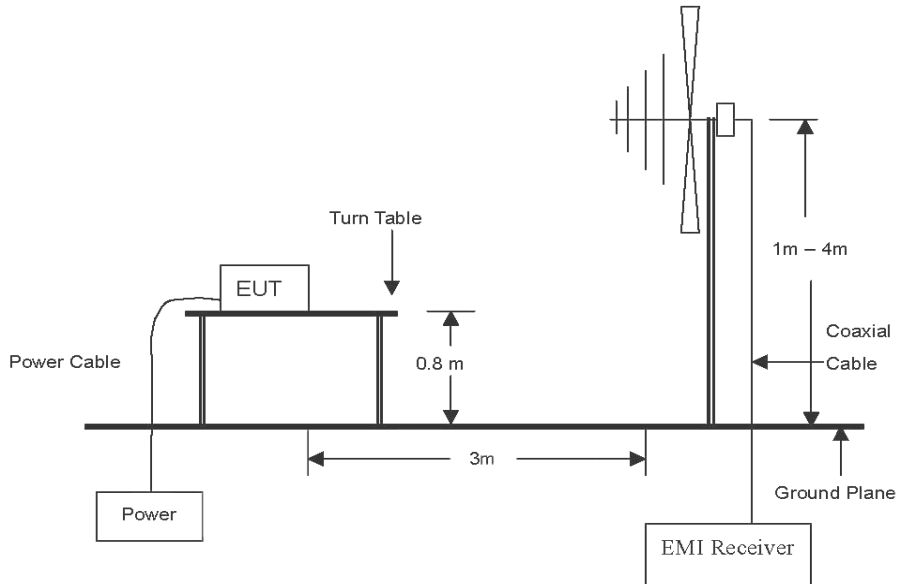 Turn Table
1m – 4m
EUT
Coaxial
Cable
Power Cable
0.8 m
3m
Ground Plane
Power
EMI Receiver